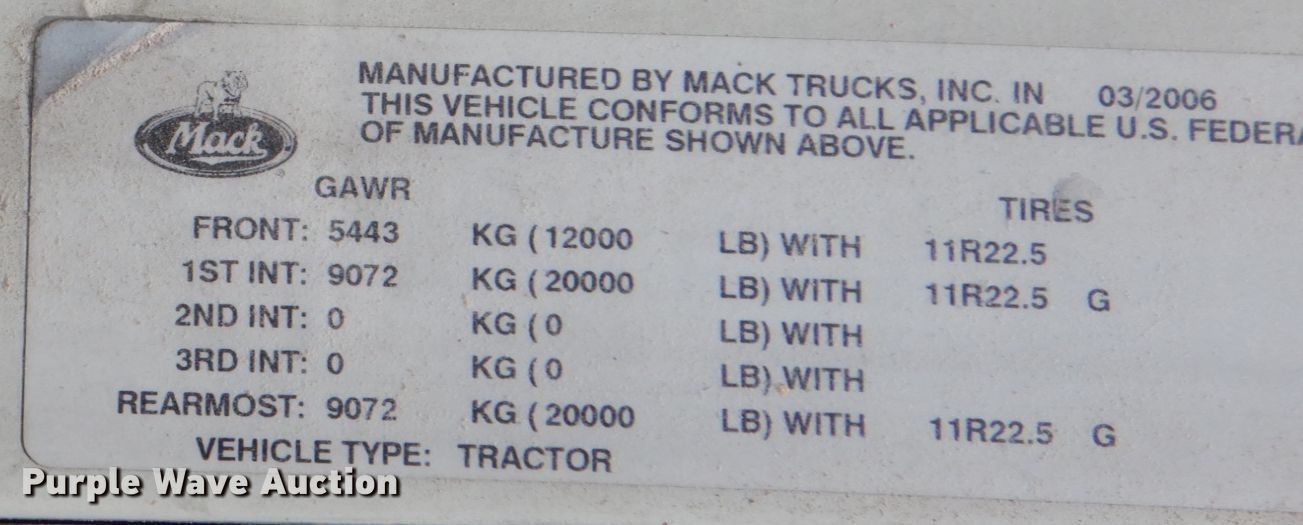 MANUFACTURED BY MACK TRUCKS, INC. IN 03/2006
THIS VEHICLE CONFORMS TO ALL APPLICABLE U.S. FEDERA
OF MANUFACTURE SHOWN ABOVE.
Mack
GAWR TIRES
FRONT: 5443 KG (12000 LB) WITH 11R22.5
1ST INT: 9072 KG (20000 LB) WITH 11R22.5 G
2ND INT: 0 KG (0 LB) WITH
3RD INT: 0 KG (0 LB) WITH
REARMOST: 9072 KG (20000 LB) WITH 11R22.5 G
VEHICLE TYPE: TRACTOR
Purple Wave Auction